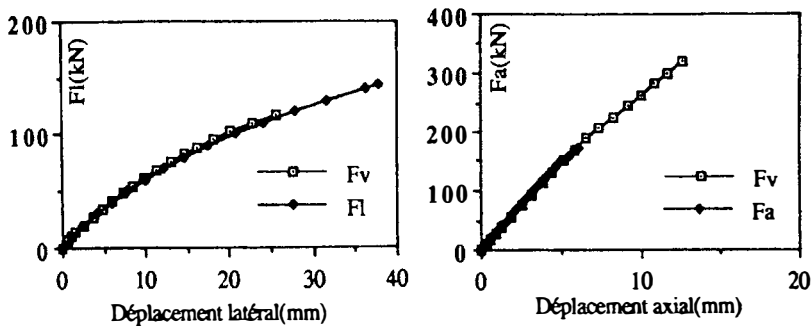 200
100
0
Fl(kN)
Fv
Fl
0 10 20 30 40
Déplacement latéral(mm)
400
300
200
100
0
Fa(kN)
Fv
Fa
0 10 20
Déplacement axial(mm)